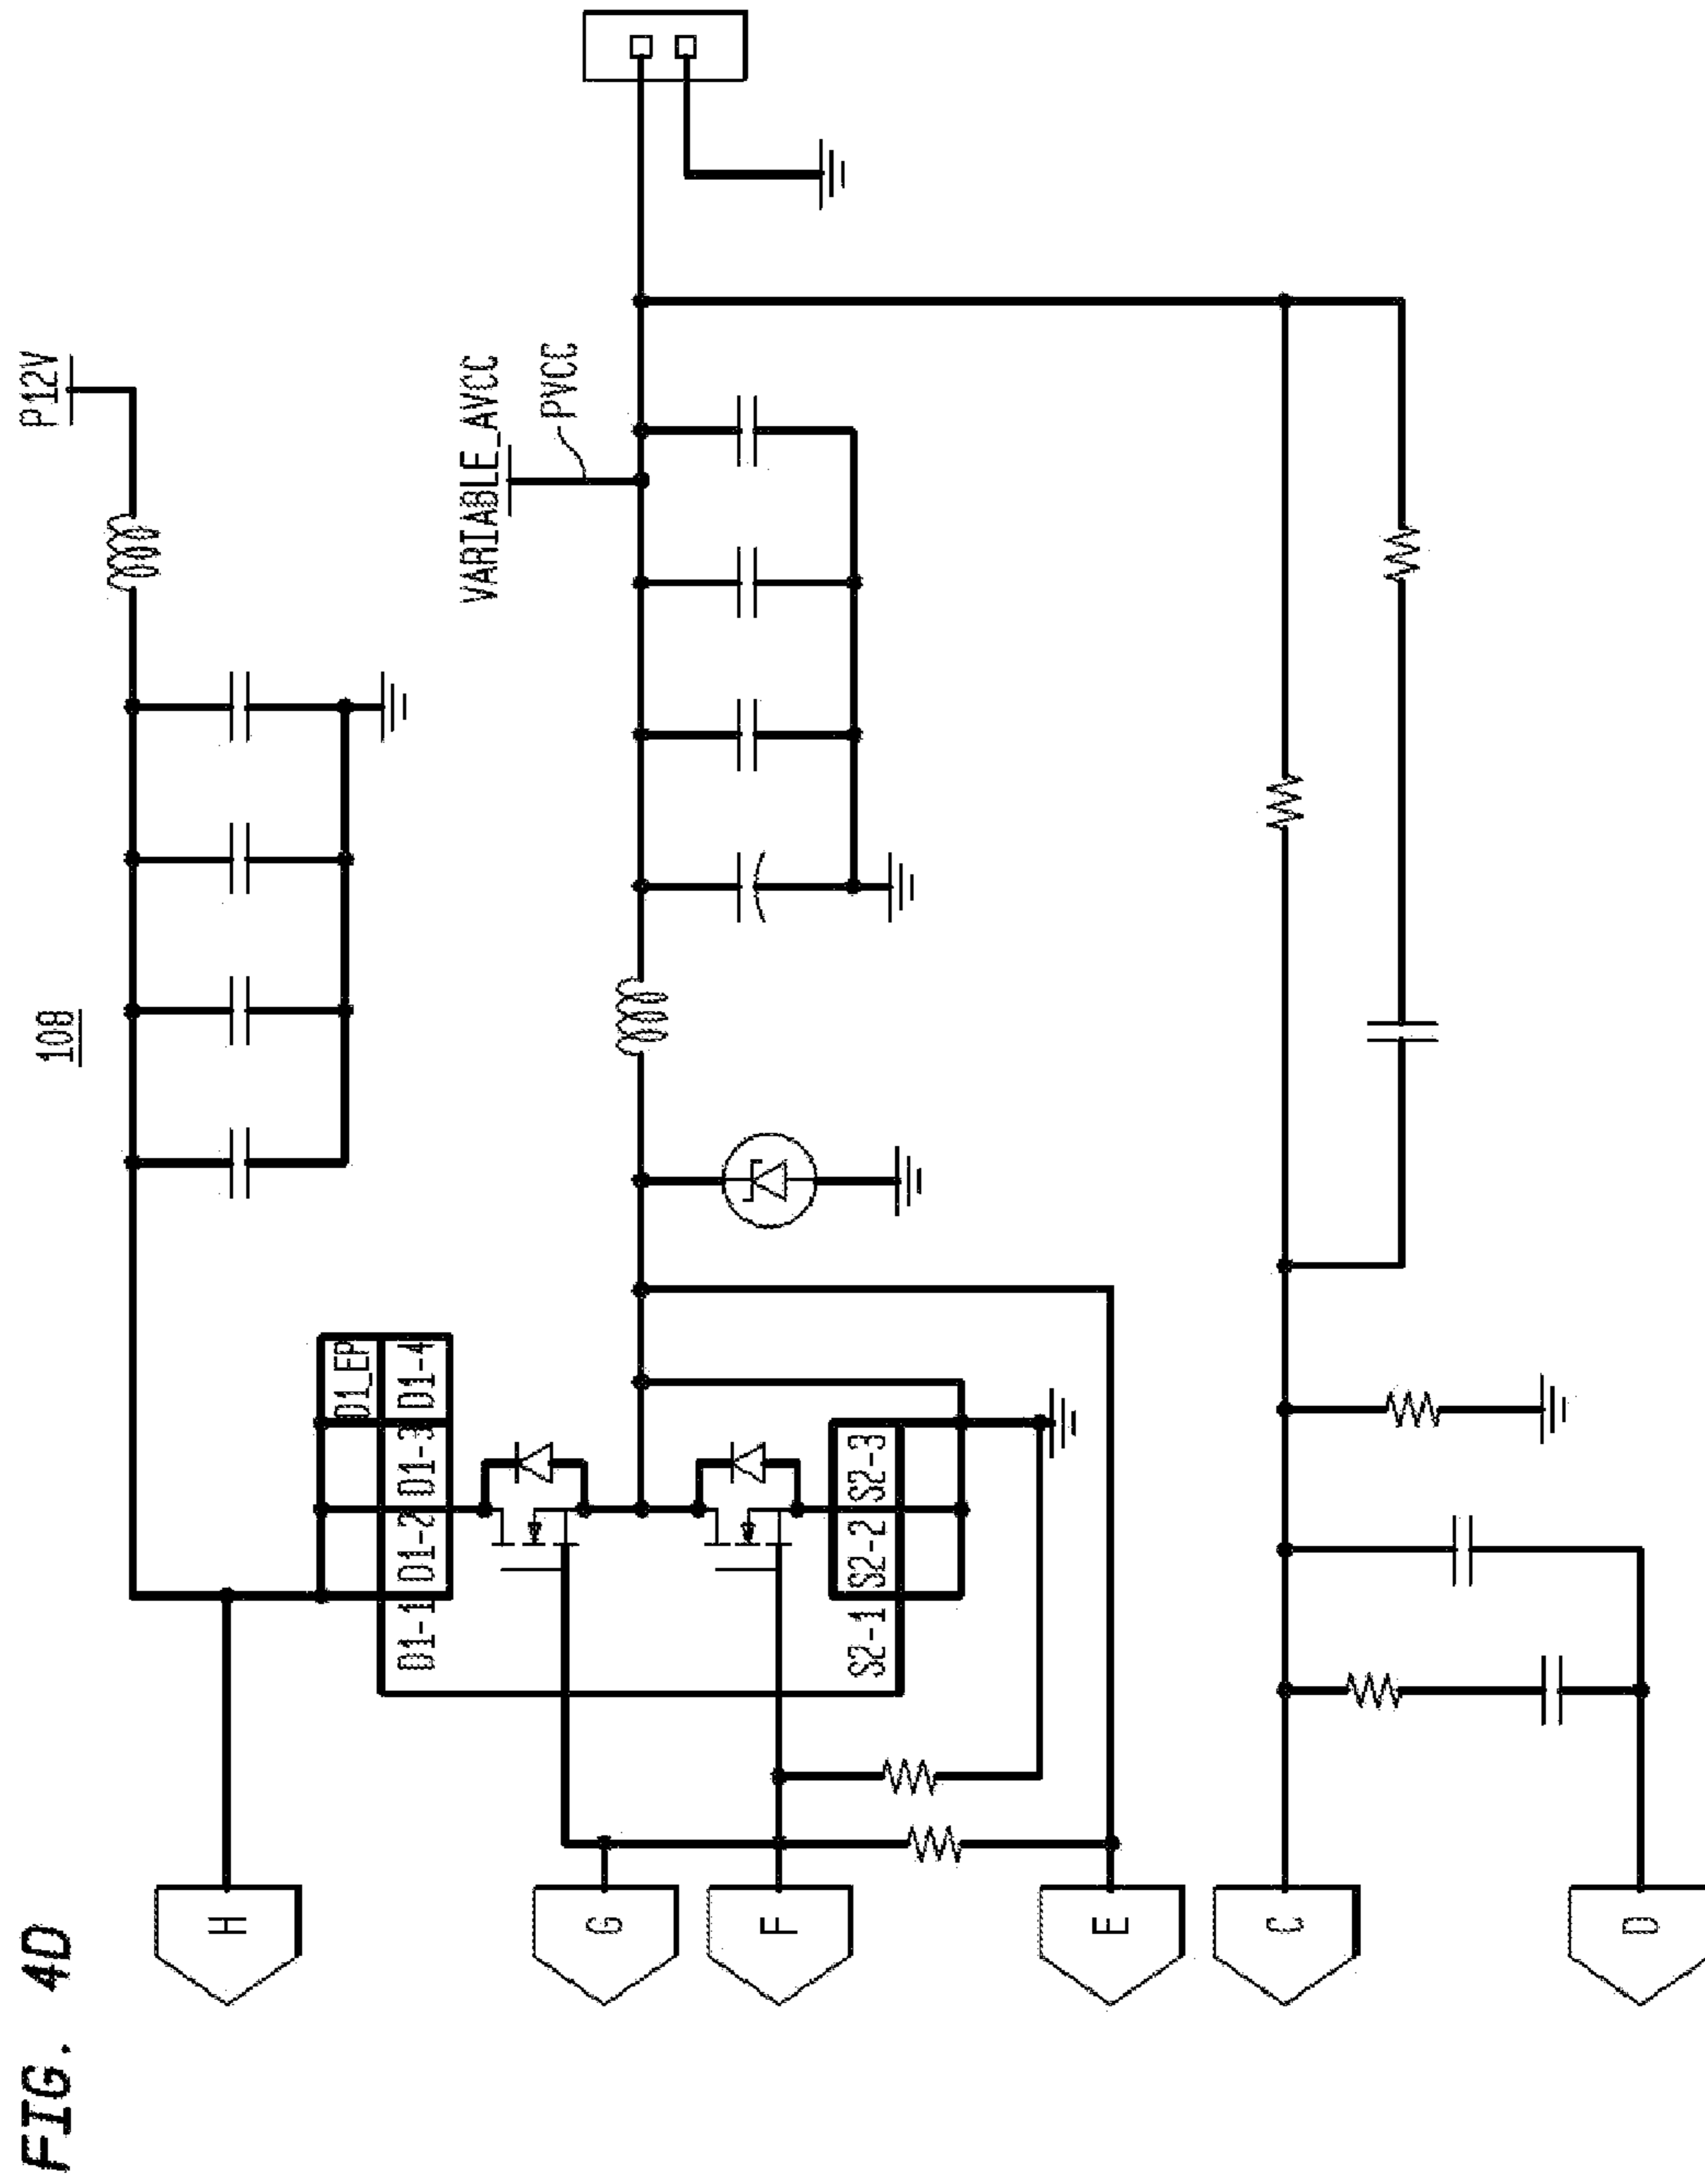 FIG. 4D
108
P12V
VARIABLE_AVCC
PVCC
D1_EP
D1-1 D1-2 D1-3 D1-4
S2-1 S2-2 S2-3
H
G
F
E
C
D